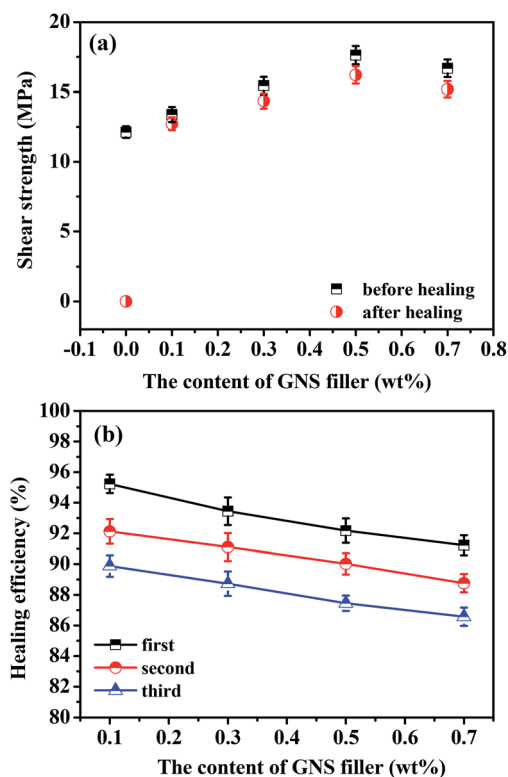 (a)
Shear strength (MPa)
20
15
10
5
0
before healing
after healing
-0.1 0.0 0.1 0.2 0.3 0.4 0.5 0.6 0.7 0.8
The content of GNS filler (wt%)
(b)
Healing efficiency (%)
100
98
96
94
92
90
88
86
84
82
80
first
second
third
0.1 0.2 0.3 0.4 0.5 0.6 0.7
The content of GNS filler (wt%)